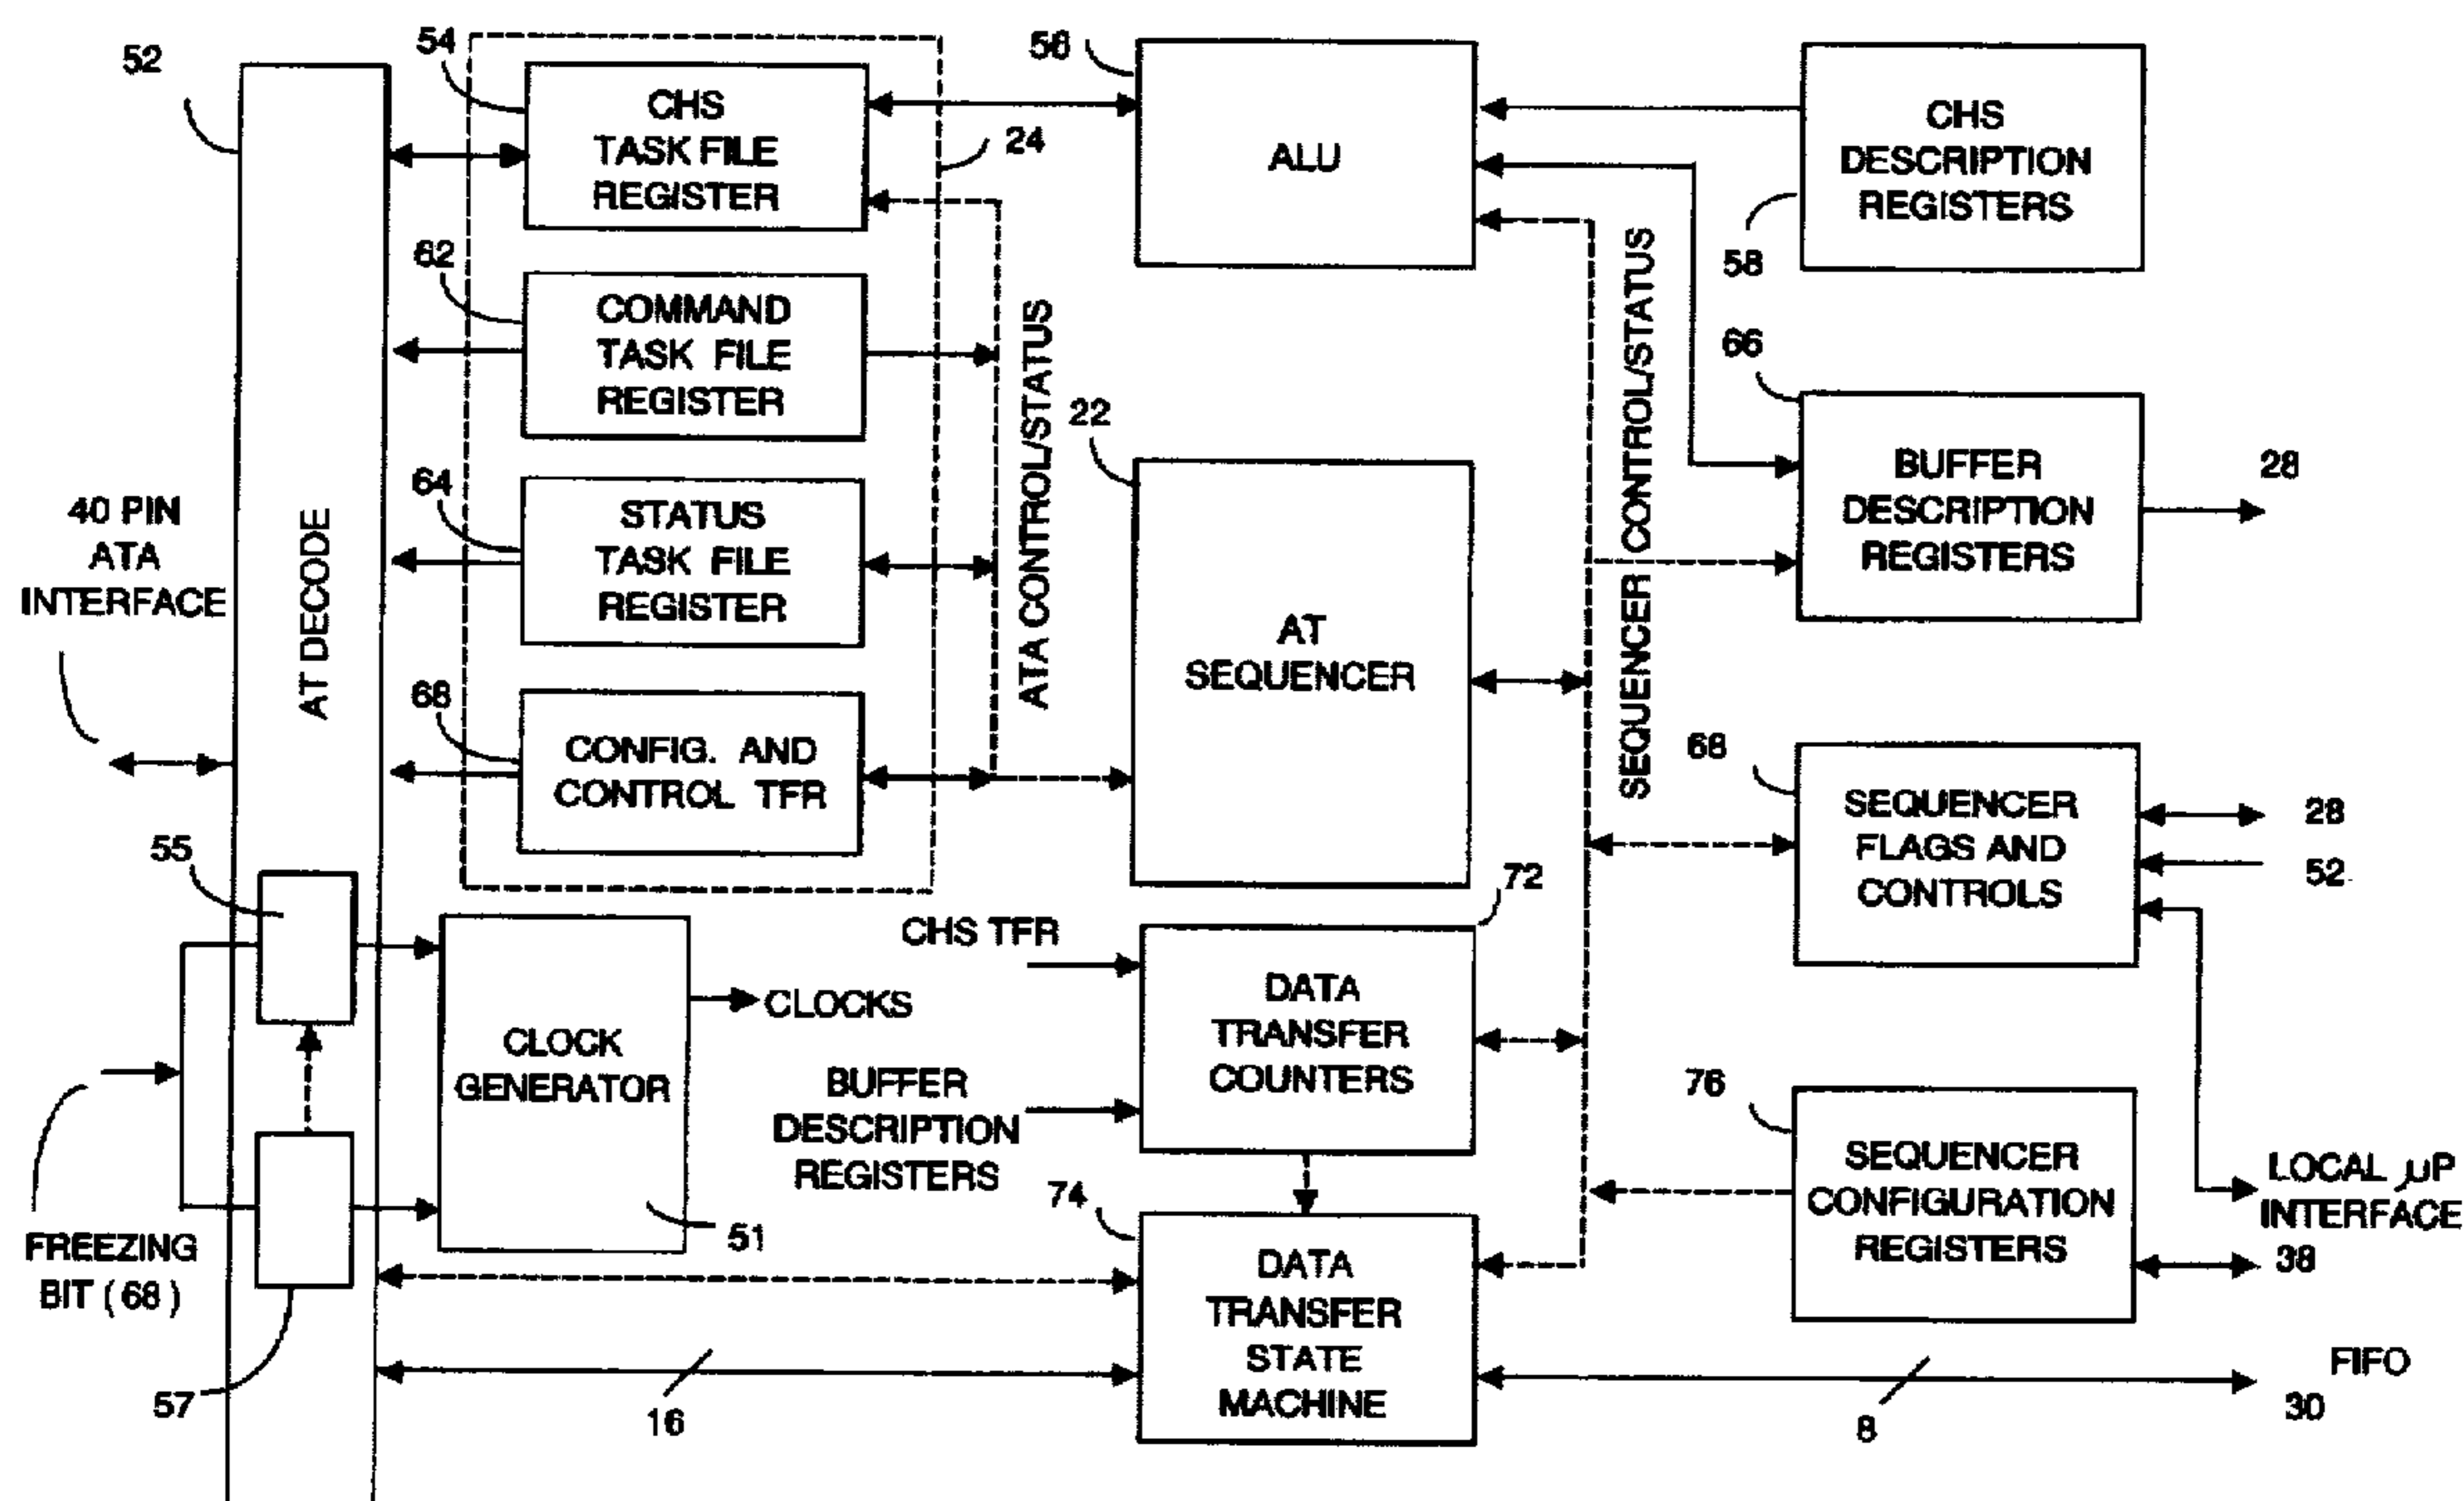 52
54
CHS
TASK FILE
REGISTER
24
56
ALU
CHS
DESCRIPTION
REGISTERS
58
62
COMMAND
TASK FILE
REGISTER
ATA CONTROL/STATUS
SEQUENCER CONTROL/STATUS
66
BUFFER
DESCRIPTION
REGISTERS
28
64
STATUS
TASK FILE
REGISTER
22
AT
SEQUENCER
40 PIN
ATA
INTERFACE
AT DECODE
68
CONFIG. AND
CONTROL TFR
68
SEQUENCER
FLAGS AND
CONTROLS
28
52
55
CLOCK
GENERATOR
51
CLOCKS
CHS TFR
72
DATA
TRANSFER
COUNTERS
BUFFER
DESCRIPTION
REGISTERS
76
SEQUENCER
CONFIGURATION
REGISTERS
LOCAL µP
INTERFACE
38
FREEZING
BIT ( 68 )
57
74
DATA
TRANSFER
STATE
MACHINE
16
8
FIFO
30